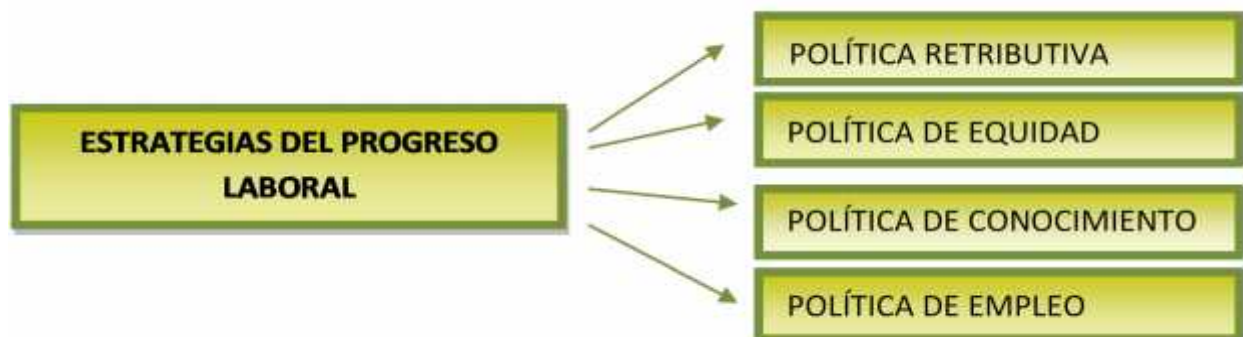 ESTRATEGIAS DEL PROGRESO
LABORAL
POLÍTICA RETRIBUTIVA
POLÍTICA DE EQUIDAD
POLÍTICA DE CONOCIMIENTO
POLÍTICA DE EMPLEO